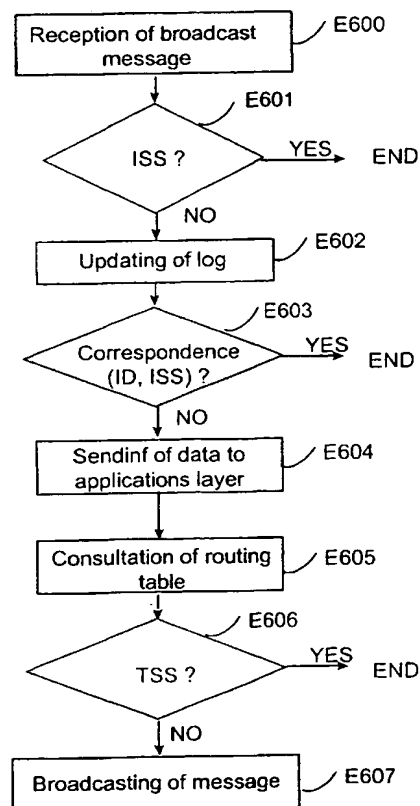 Reception of broadcast
message
E600
E601
ISS ?
YES
END
NO
Updating of log
E602
E603
Correspondence
(ID, ISS) ?
YES
END
NO
Sendinf of data to
applications layer
E604
Consultation of routing
table
E605
E606
TSS ?
YES
END
NO
Broadcasting of message
E607